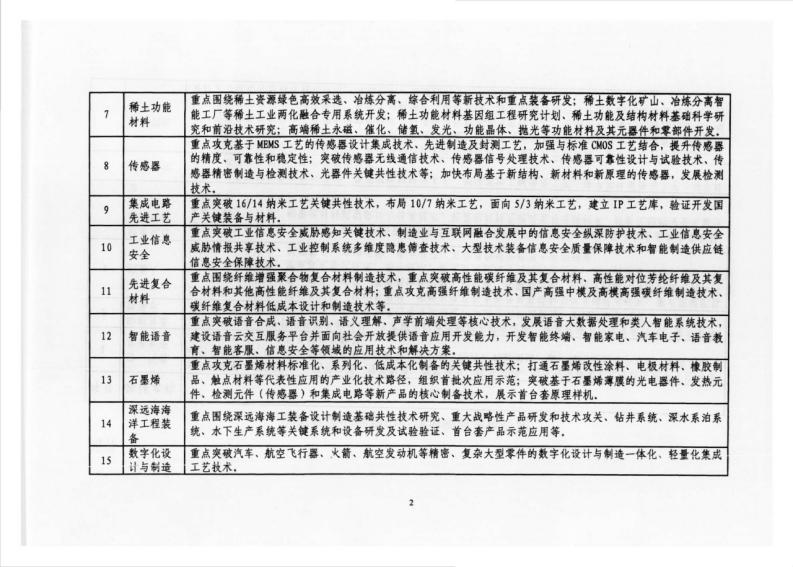 7
稀土功能
材料
重点围绕稀土资源绿色高效采选、冶炼分离、综合利用等新技术和重点装备研发；稀土数字化矿山、冶炼分离智
能工厂等稀土工业两化融合专用系统开发；稀土功能材料基因组工程研究计划、稀土功能及结构材料基础科学研
究和前沿技术研究；高端稀土永磁、催化、储氢、发光、功能晶体、抛光等功能材料及其元器件和零部件开发。
8
传感器
重点攻克基于 MEMS 工艺的传感器设计集成技术、先进制造及封测工艺，加强与标准 CMOS 工艺结合，提升传感器
的精度、可靠性和稳定性；突破传感器无线通信技术、传感器信号处理技术、传感器可靠性设计与试验技术、传
感器精密制造与检测技术、光器件关键共性技术等；加快布局基于新结构、新材料和新原理的传感器，发展检测
技术。
9
集成电路
先进工艺
重点突破 16/14 纳米工艺关键共性技术，布局 10/7 纳米工艺，面向 5/3 纳米工艺，建立 IP 工艺库，验证开发国
产关键装备与材料。
10
工业信息
安全
重点突破工业信息安全威胁感知关键技术、制造业与互联网融合发展中的信息安全纵深防护技术、工业信息安全
威胁情报共享技术、工业控制系统多维度隐患筛查技术、大型技术装备信息安全质量保障技术和智能制造供应链
信息安全保障技术。
11
先进复合
材料
重点围绕纤维增强聚合物复合材料制造技术，重点突破高性能碳纤维及其复合材料、高性能对位芳纶纤维及其复
合材料和其他高性能纤维及其复合材料；重点攻克高强纤维制造技术、国产高强中模及高模高强碳纤维制造技术、
碳纤维复合材料低成本设计和制造技术等。
12
智能语音
重点突破语音合成、语音识别、语义理解、声学前端处理等核心技术，发展语音大数据处理和类人智能系统技术，
建设语音云交互服务平台并面向社会开放提供语音应用开发能力，开发智能终端、智能家电、汽车电子、语音教
育、智能客服、信息安全等领域的应用技术和解决方案。
13
石墨烯
重点攻克石墨烯材料标准化、系列化、低成本化制备的关键共性技术；打通石墨烯改性涂料、电极材料、橡胶制
品、触点材料等代表性应用的产业化技术路径，组织首批次应用示范；突破基于石墨烯薄膜的光电器件、发热元
件、检测元件（传感器）和集成电路等新产品的核心制备技术，展示首台套原理样机。
14
深远海海
洋工程装
备
重点围绕深远海海工装备设计制造基础共性技术研究、重大战略性产品研发和技术攻关、钻井系统、深水系泊系
统、水下生产系统等关键系统和设备研发及试验验证、首台套产品示范应用等。
15
数字化设
计与制造
重点突破汽车、航空飞行器、火箭、航空发动机等精密、复杂大型零件的数字化设计与制造一体化、轻量化集成
工艺技术。
2